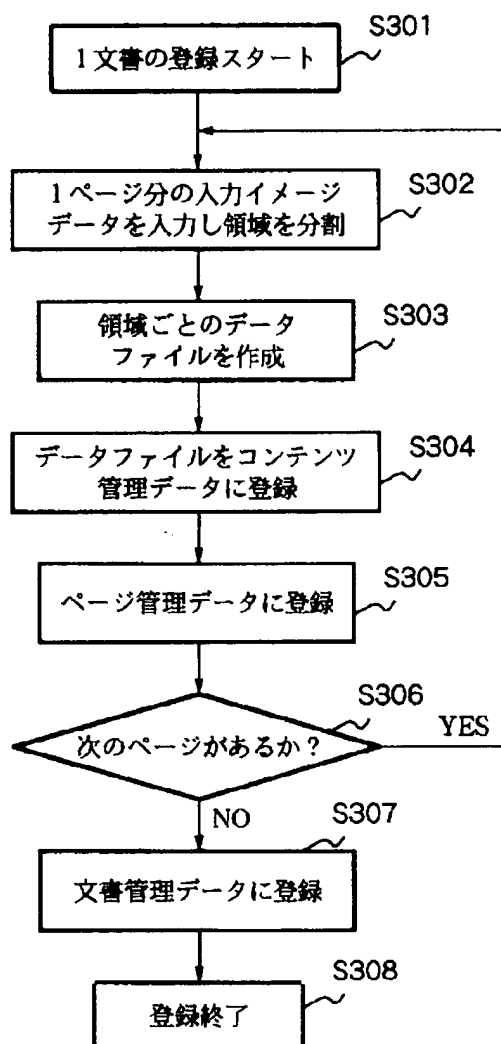 S301
1文書の登録スタート
S302
1ページ分の入力イメージ
データを入力し領域を分割
S303
領域ごとのデータ
ファイルを作成
S304
データファイルをコンテンツ
管理データに登録
S305
ページ管理データに登録
S306
次のページがあるか？
YES
NO
S307
文書管理データに登録
S308
登録終了